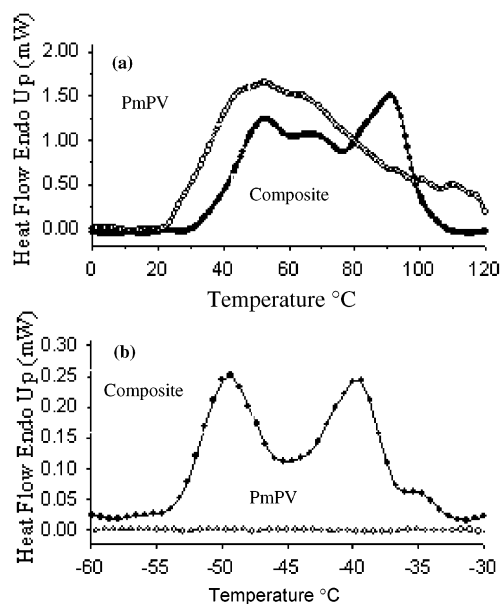 (a)
PmPV
Composite
Heat Flow Endo Up (mW)
2.00
1.50
1.00
0.50
0.00
0 20 40 60 80 100 120
Temperature °C
(b)
Composite
PmPV
Heat Flow Endo Up (mW)
0.30
0.25
0.20
0.15
0.10
0.05
0.00
-60 -55 -50 -45 -40 -35 -30
Temperature °C